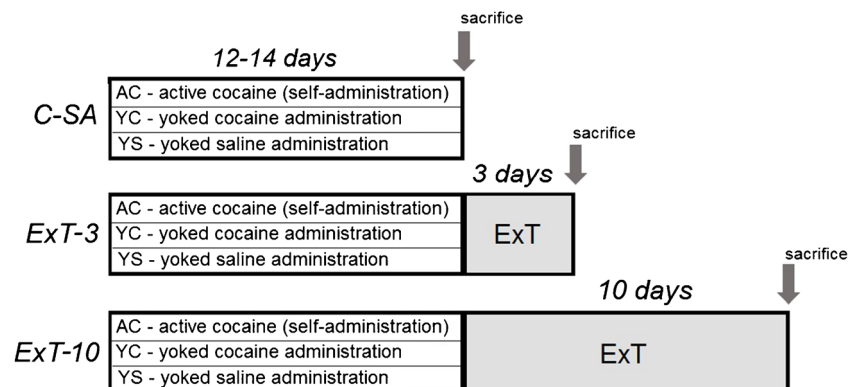 sacrifice
12-14 days
C-SA
AC - active cocaine (self-administration)
YC - yoked cocaine administration
YS - yoked saline administration
sacrifice
3 days
ExT-3
AC - active cocaine (self-administration)
YC - yoked cocaine administration
YS - yoked saline administration
ExT
sacrifice
10 days
ExT-10
AC - active cocaine (self-administration)
YC - yoked cocaine administration
YS - yoked saline administration
ExT